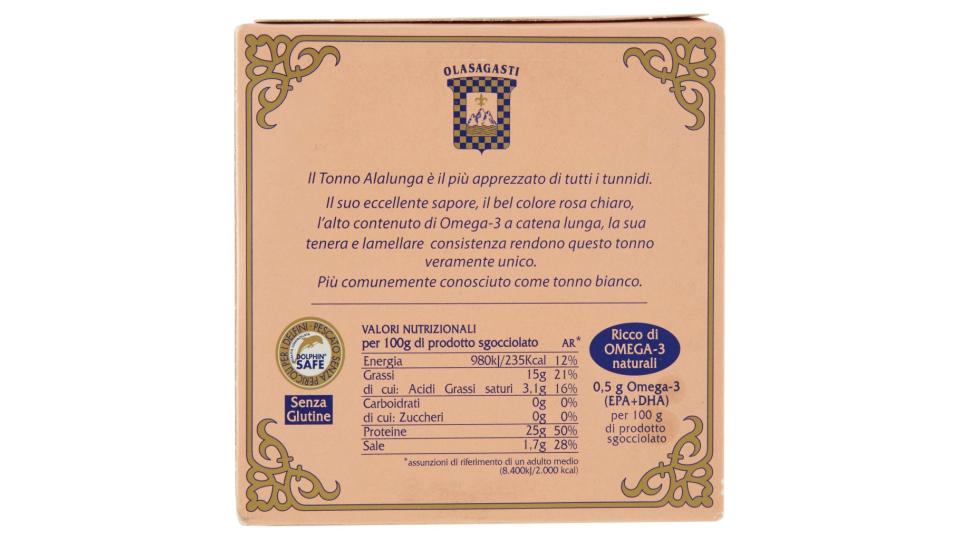 OLASAGASTI
Il Tonno Alalunga è il più apprezzato di tutti i tunnidi.
Il suo eccellente sapore, il bel colore rosa chiaro,
l'alto contenuto di Omega-3 a catena lunga, la sua
tenera e lamellare consistenza rendono questo tonno
veramente unico.
Più comunemente conosciuto come tonno bianco.
PESCATO SENZA PERICOLI PER I DELFINI
DOLPHIN
SAFE
Senza
Glutine
VALORI NUTRIZIONALI
per 100g di prodotto sgocciolato AR*
Energia 980kJ/235Kcal 12%
Grassi 15g 21%
di cui: Acidi Grassi saturi 3,1g 16%
Carboidrati 0g 0%
di cui: Zuccheri 0g 0%
Proteine 25g 50%
Sale 1,7g 28%
*assunzioni di riferimento di un adulto medio
(8.400kJ/2.000 kcal)
Ricco di
OMEGA-3
naturali
0,5 g Omega-3
(EPA+DHA)
per 100 g
di prodotto
sgocciolato